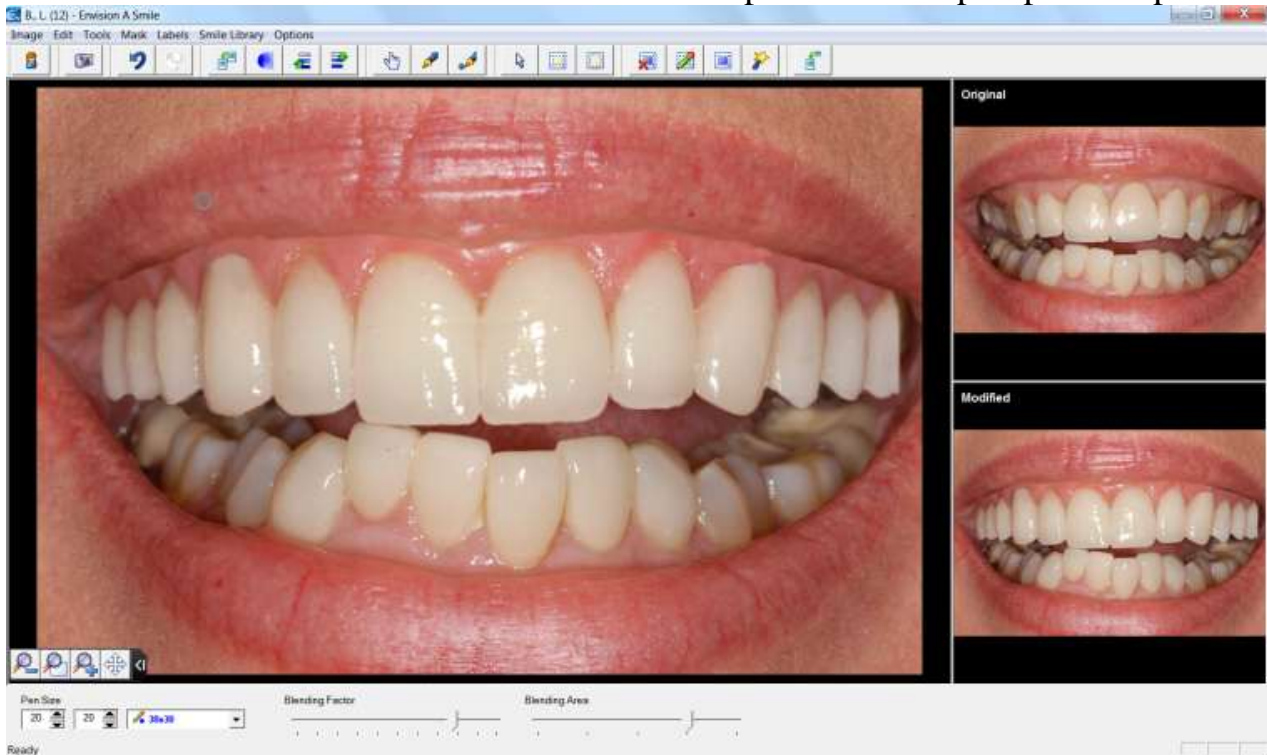 B.. L. (12) - Envision A Smile
Image Edit Tools Mask Labels Smile Library Options
Original
Modified
Pen Size
20 20 30x30
Blending Factor
Blending Area
Ready